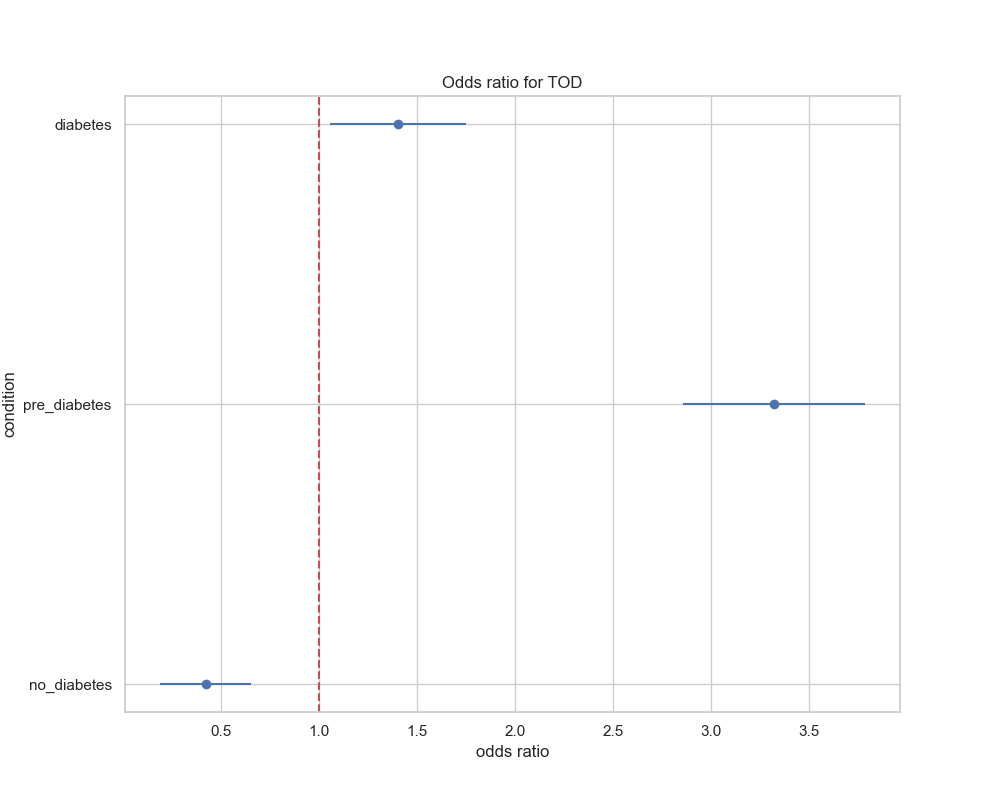 Odds ratio for TOD
diabetes
pre_diabetes
no_diabetes
condition
0.5 1.0 1.5 2.0 2.5 3.0 3.5
odds ratio